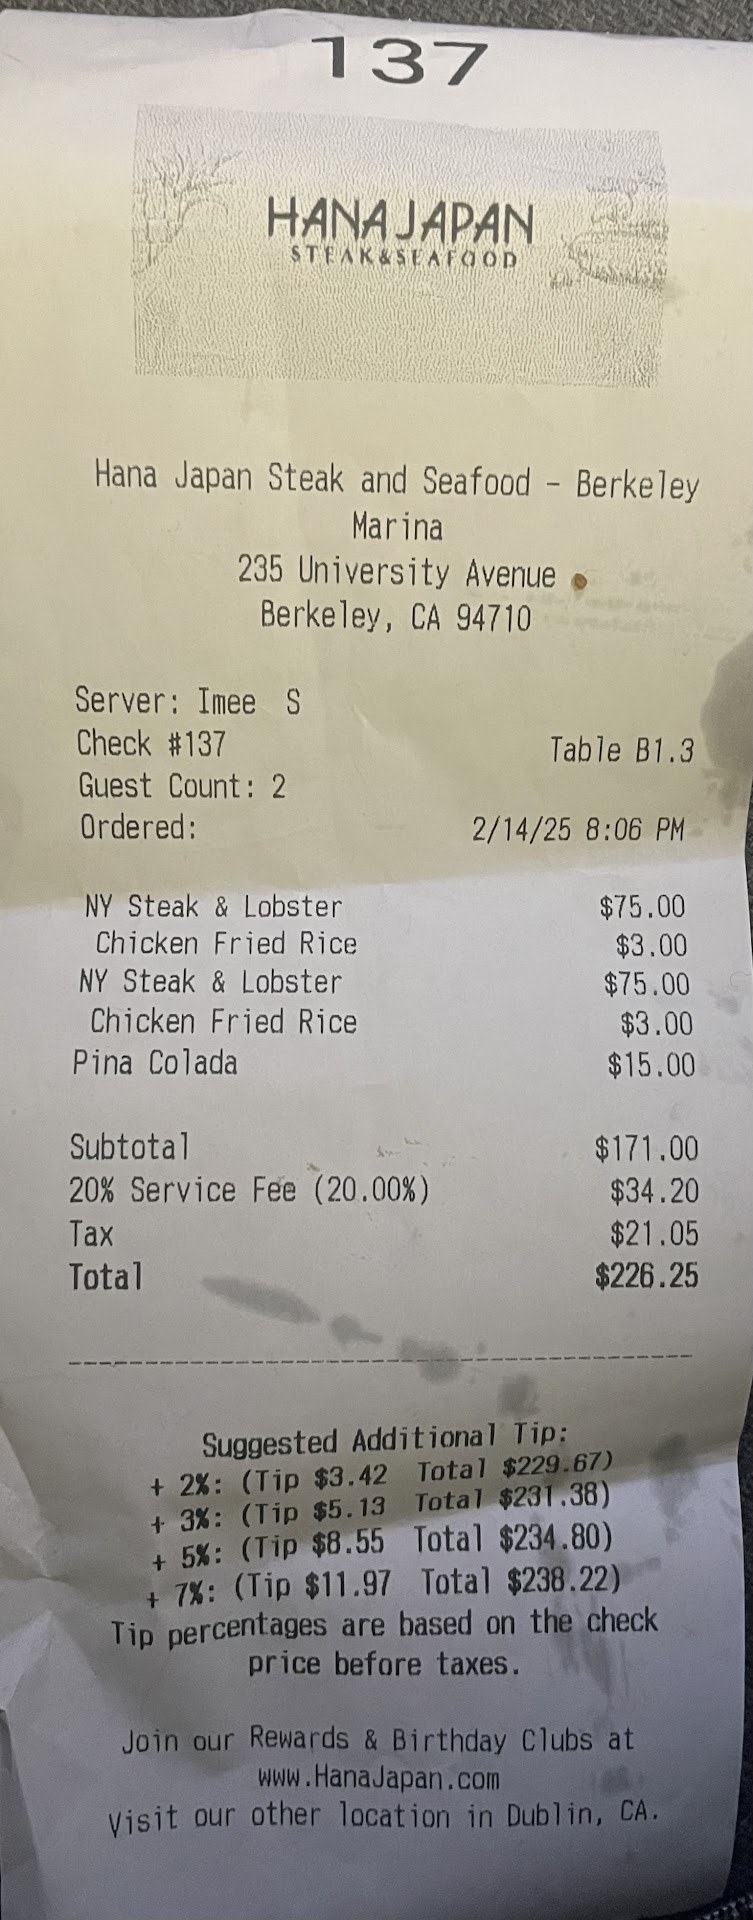 137
HANA JAPAN
STEAK&SEAFOOD
Hana Japan Steak and Seafood - Berkeley
Marina
235 University Avenue
Berkeley, CA 94710
Server: Imee S
Check #137 Table B1.3
Guest Count: 2
Ordered: 2/14/25 8:06 PM
NY Steak & Lobster $75.00
Chicken Fried Rice $3.00
NY Steak & Lobster $75.00
Chicken Fried Rice $3.00
Pina Colada $15.00
Subtotal $171.00
20% Service Fee (20.00%) $34.20
Tax $21.05
Total $226.25
Suggested Additional Tip:
+ 2%: (Tip $3.42 Total $229.67)
+ 3%: (Tip $5.13 Total $231.38)
+ 5%: (Tip $8.55 Total $234.80)
+ 7%: (Tip $11.97 Total $238.22)
Tip percentages are based on the check
price before taxes.
Join our Rewards & Birthday Clubs at
www.HanaJapan.com
Visit our other location in Dublin, CA.